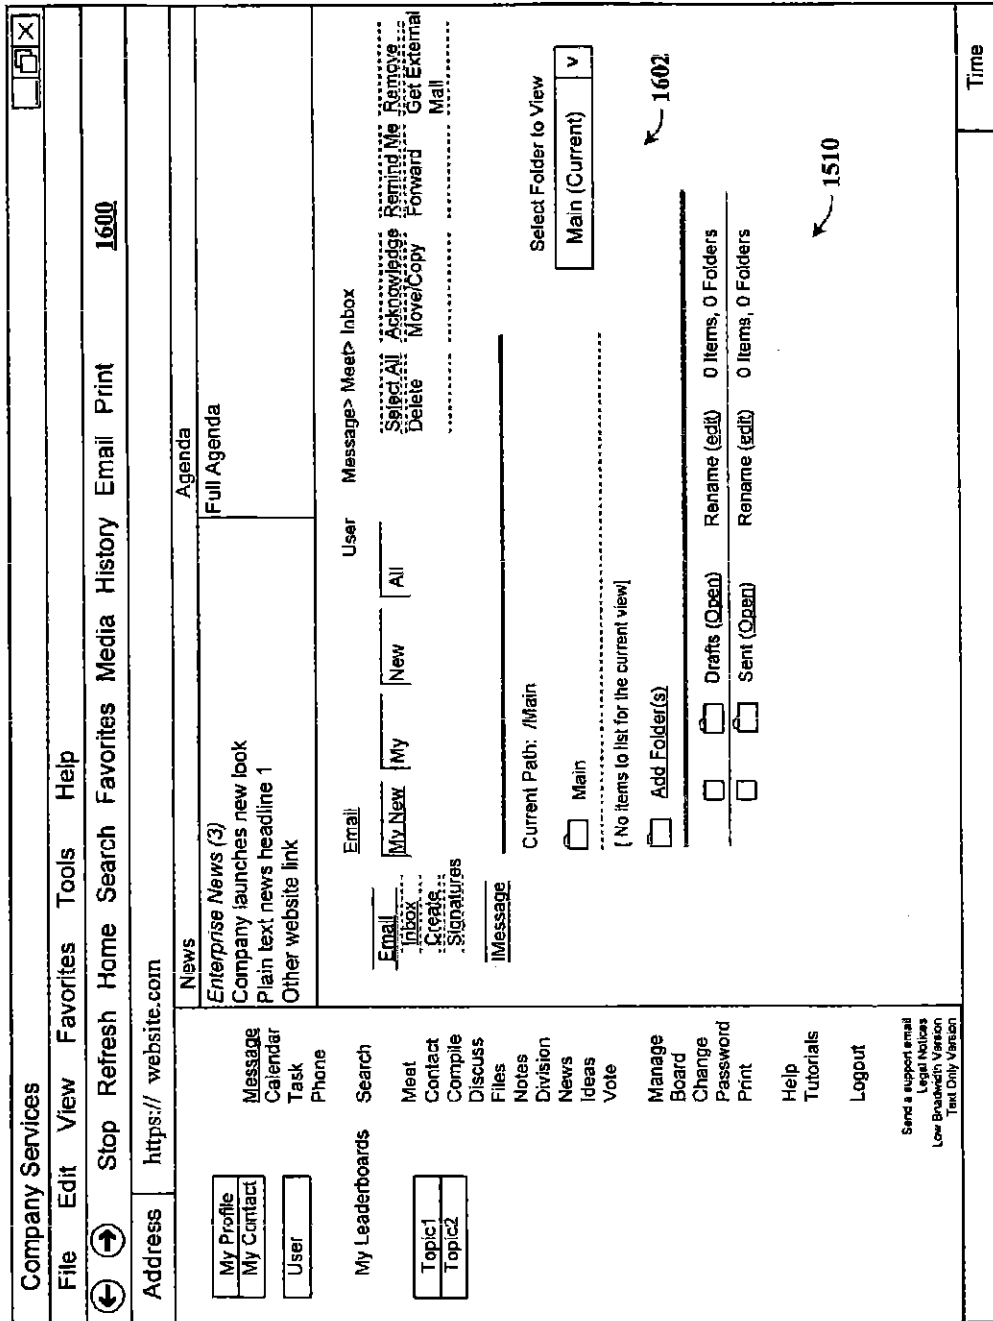 Company Services
File Edit View Favorites Tools Help
Stop Refresh Home Search Favorites Media History Email Print 1600
Address https:// website.com
My Profile
My Contact
User
My Leaderboards
Topic1
Topic2
Message
Calendar
Task
Phone
Search
Meet
Contact
Compile
Discuss
Files
Notes
Division
News
Ideas
Vote
Manage
Board
Change
Password
Print
Help
Tutorials
Logout
Send a support email
Legal Notices
Low Bnadwidth Version
Text Only Version
News Agenda
Enterprise News (3) Full Agenda
Company launches new look
Plain text news headline 1
Other website link
Email
Inbox
Create
Signatures
IMessage
Email User Message> Meet> Inbox
My New My New All
Select All Acknowledge Remind Me Remove
Delete Move/Copy Forward Get External
Mail
Current Path: /Main
Select Folder to View
Main (Current) v
Main
[ No items to list for the current view]
1602
Add Folder(s)
Drafts (Open) Rename (edit) 0 Items, 0 Folders
Sent (Open) Rename (edit) 0 Items, 0 Folders
1510
Time